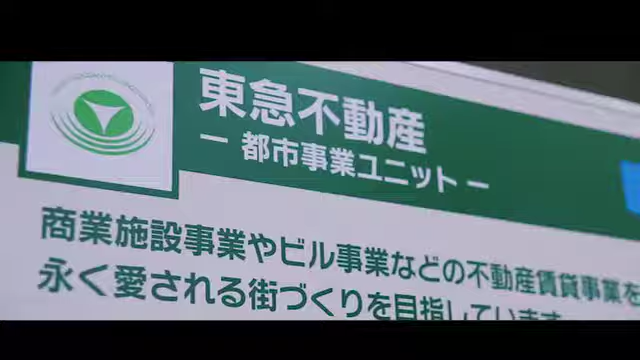 東急不動産
ー 都市事業ユニット ー
商業施設事業やビル事業などの不動産賃貸事業を
永く愛される街づくりを目指しています